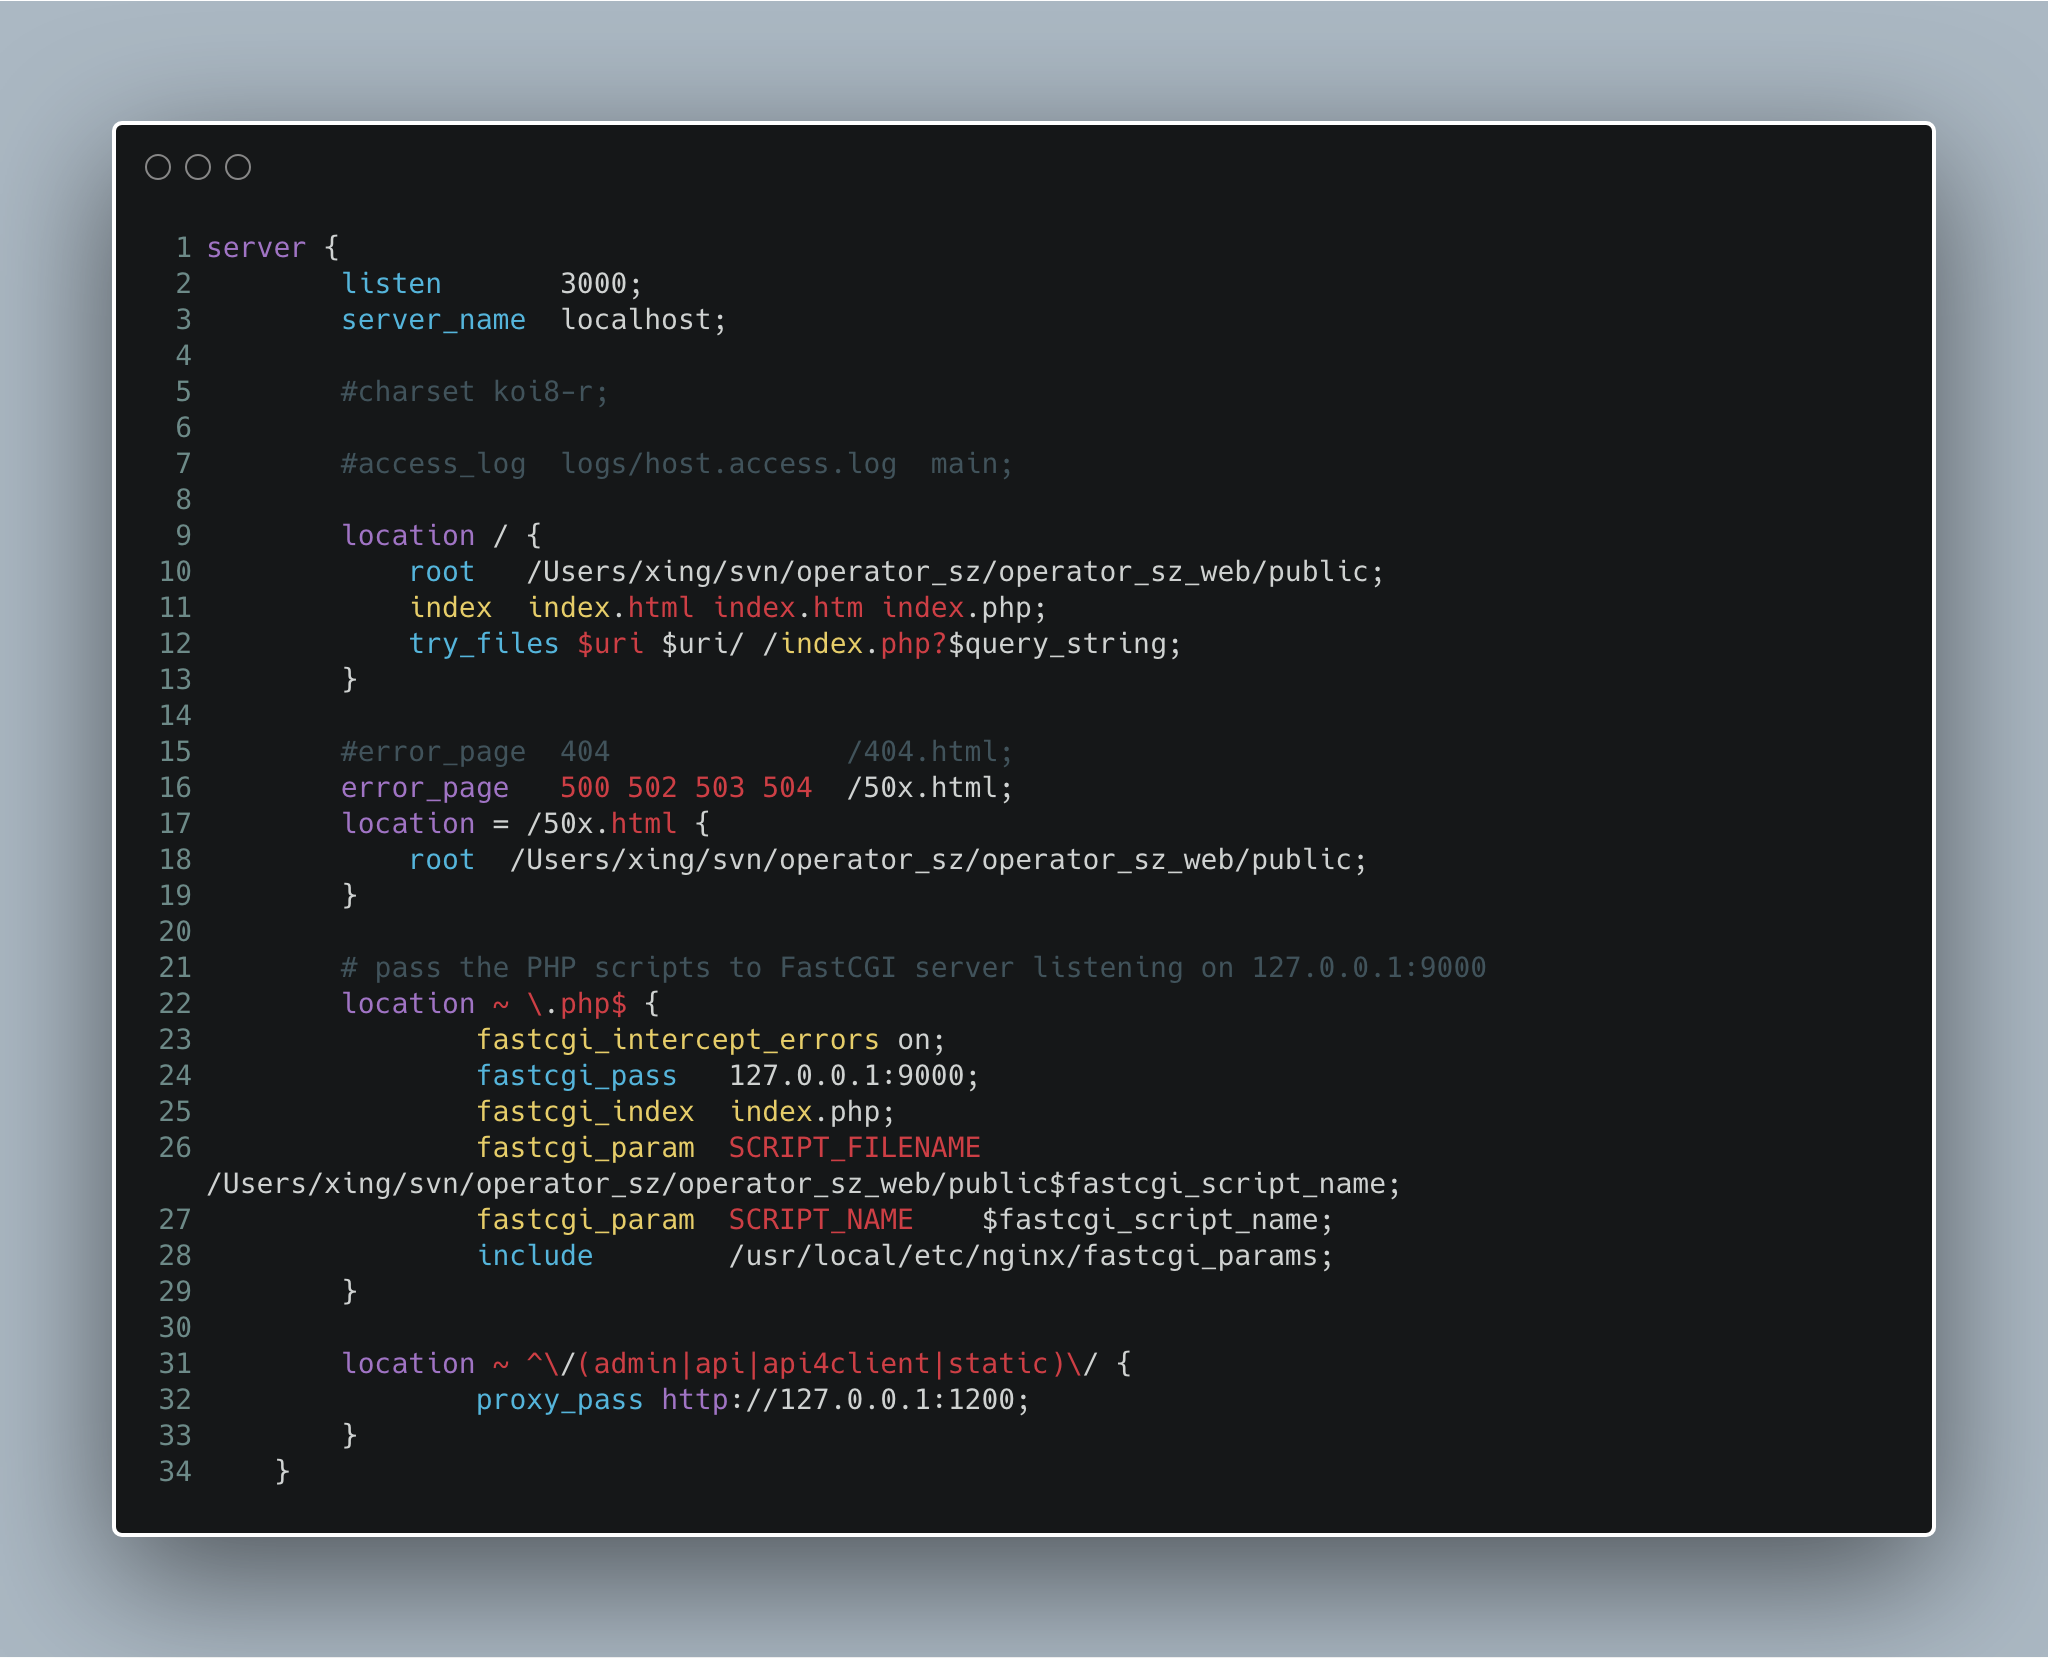 1 server {
2         listen       3000;
3         server_name  localhost;
4
5         #charset koi8-r;
6
7         #access_log  logs/host.access.log  main;
8
9         location / {
10             root   /Users/xing/svn/operator_sz/operator_sz_web/public;
11             index  index.html index.htm index.php;
12             try_files $uri $uri/ /index.php?$query_string;
13         }
14
15         #error_page  404              /404.html;
16         error_page   500 502 503 504  /50x.html;
17         location = /50x.html {
18             root  /Users/xing/svn/operator_sz/operator_sz_web/public;
19         }
20
21         # pass the PHP scripts to FastCGI server listening on 127.0.0.1:9000
22         location ~ \.php$ {
23                 fastcgi_intercept_errors on;
24                 fastcgi_pass   127.0.0.1:9000;
25                 fastcgi_index  index.php;
26                 fastcgi_param  SCRIPT_FILENAME
/Users/xing/svn/operator_sz/operator_sz_web/public$fastcgi_script_name;
27                 fastcgi_param  SCRIPT_NAME    $fastcgi_script_name;
28                 include        /usr/local/etc/nginx/fastcgi_params;
29         }
30
31         location ~ ^\/(admin|api|api4client|static)\/ {
32                 proxy_pass http://127.0.0.1:1200;
33         }
34     }